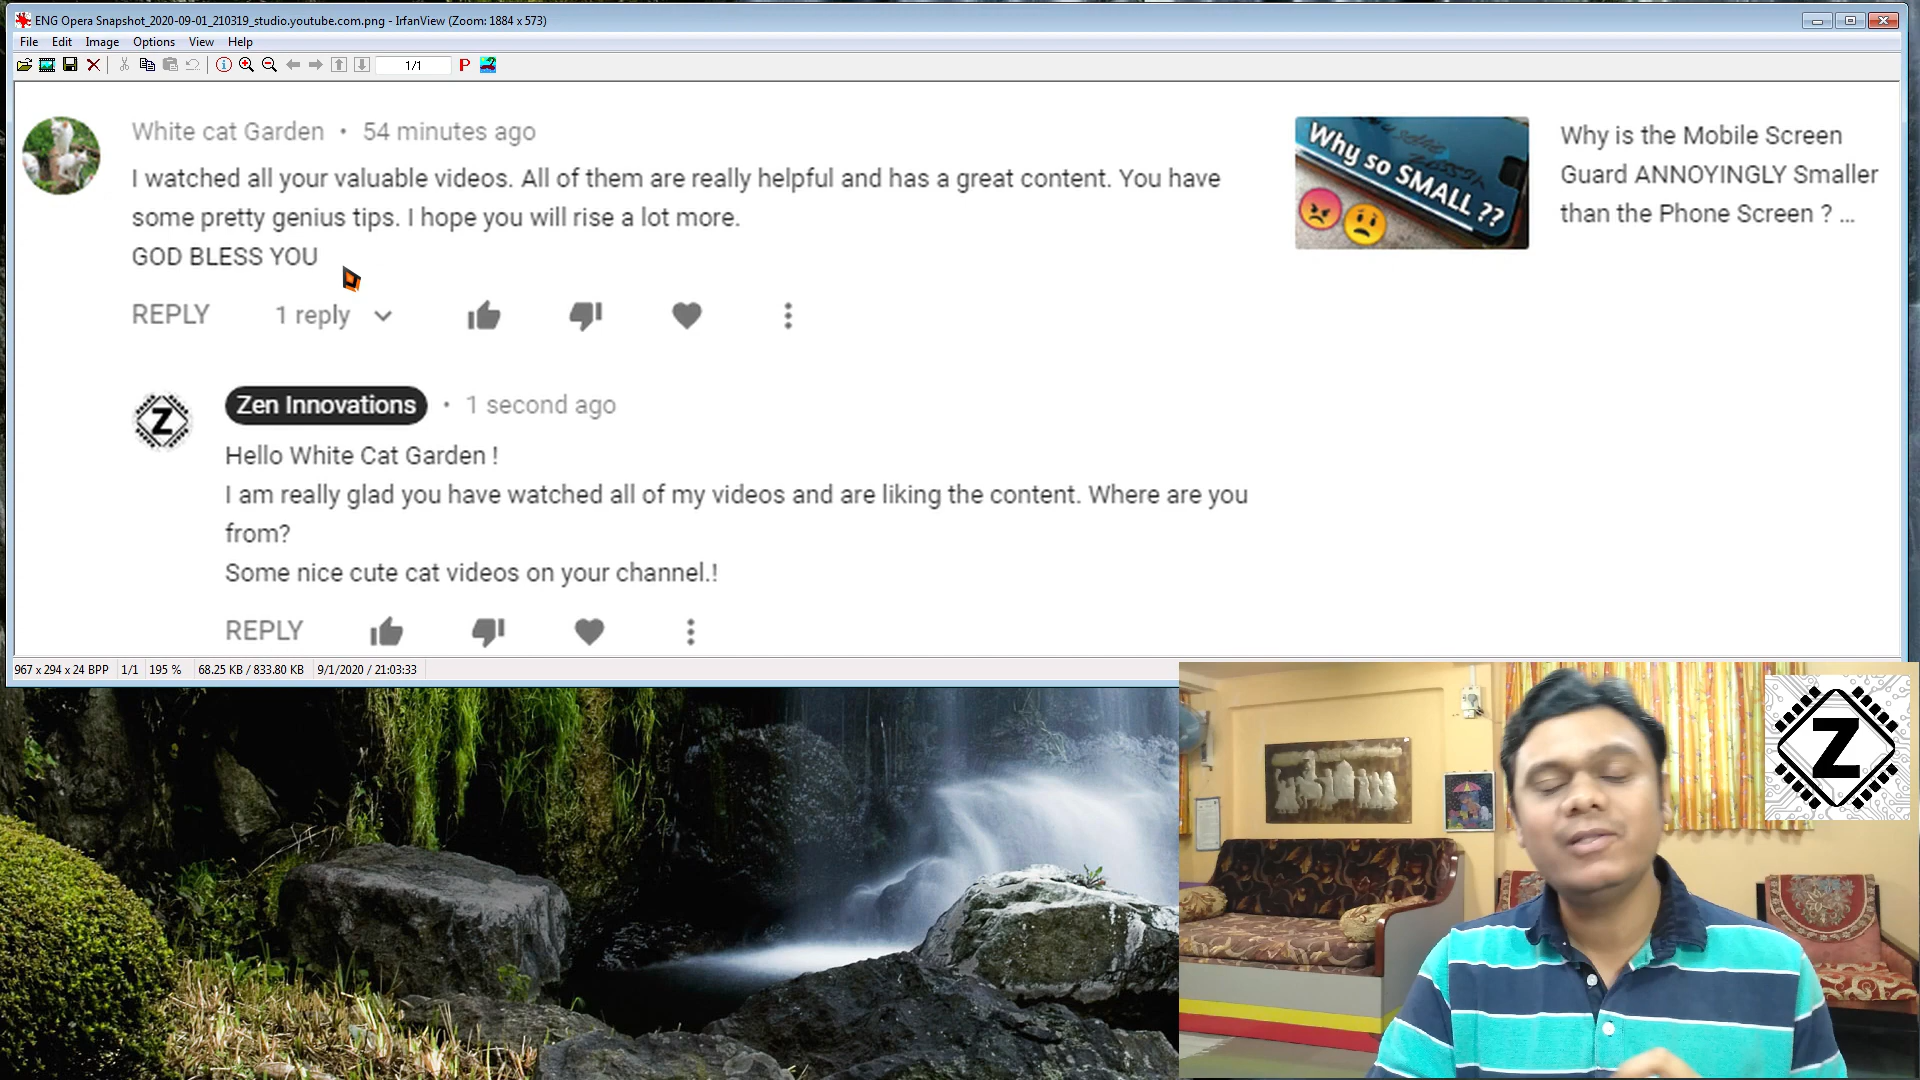 ENG Opera Snapshot_2020-09-01_210319_studio.youtube.com.png - IrfanView (Zoom: 1884 x 573)
File Edit Image Options View Help
1/1 P
White cat Garden • 54 minutes ago
I watched all your valuable videos. All of them are really helpful and has a great content. You have
some pretty genius tips. I hope you will rise a lot more.
GOD BLESS YOU
REPLY 1 reply
Why so SMALL ??
Why is the Mobile Screen
Guard ANNOYINGLY Smaller
than the Phone Screen ? ...
Z
Zen Innovations • 1 second ago
Hello White Cat Garden !
I am really glad you have watched all of my videos and are liking the content. Where are you
from?
Some nice cute cat videos on your channel.!
REPLY
967 x 294 x 24 BPP 1/1 195 % 68.25 KB / 833.80 KB 9/1/2020 / 21:03:33
Z